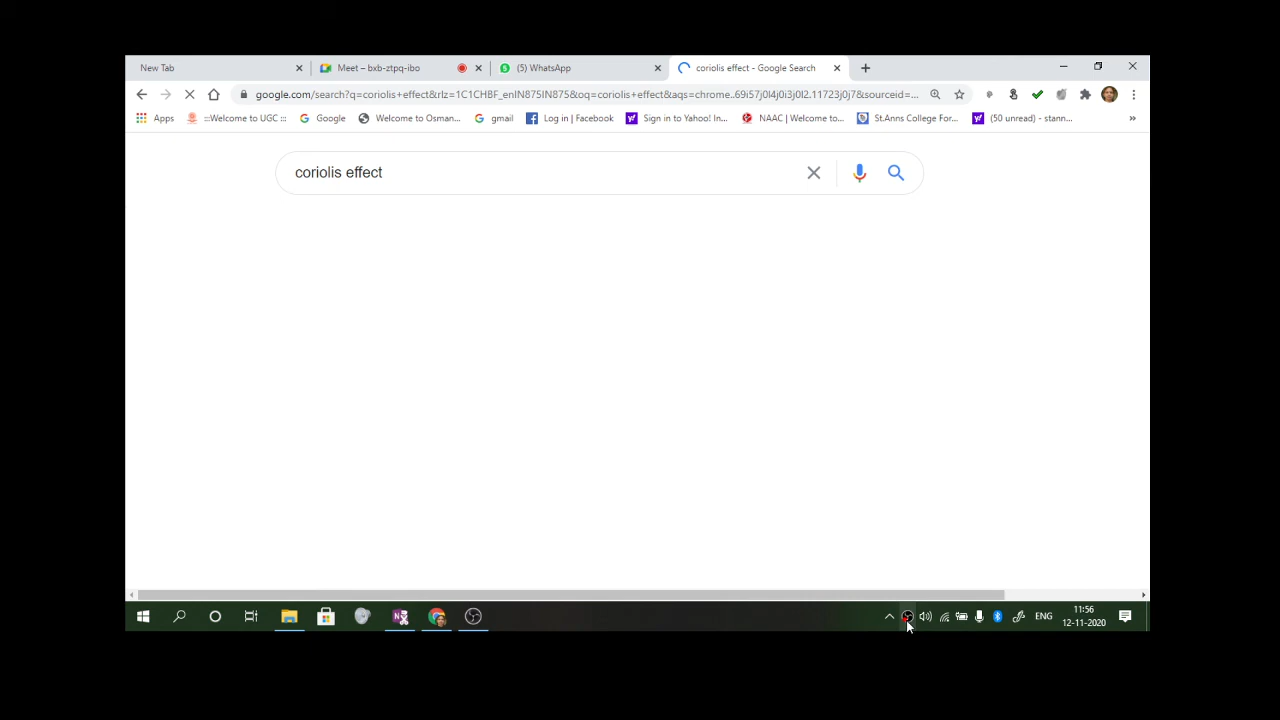 New Tab
Meet – bxb-ztpq-ibo
(5) WhatsApp
coriolis effect - Google Search
google.com/search?q=coriolis+effect&rlz=1C1CHBF_enIN875IN875&oq=coriolis+effect&aqs=chrome..69i57j0l4j0i3j0l2.11723j0j7&sourceid=...
Apps
:::Welcome to UGC :::
Google
Welcome to Osman...
gmail
Log in | Facebook
Sign in to Yahoo! In...
NAAC | Welcome to...
St.Anns College For...
(50 unread) - stann...
»
coriolis effect
ENG
11:56
12-11-2020